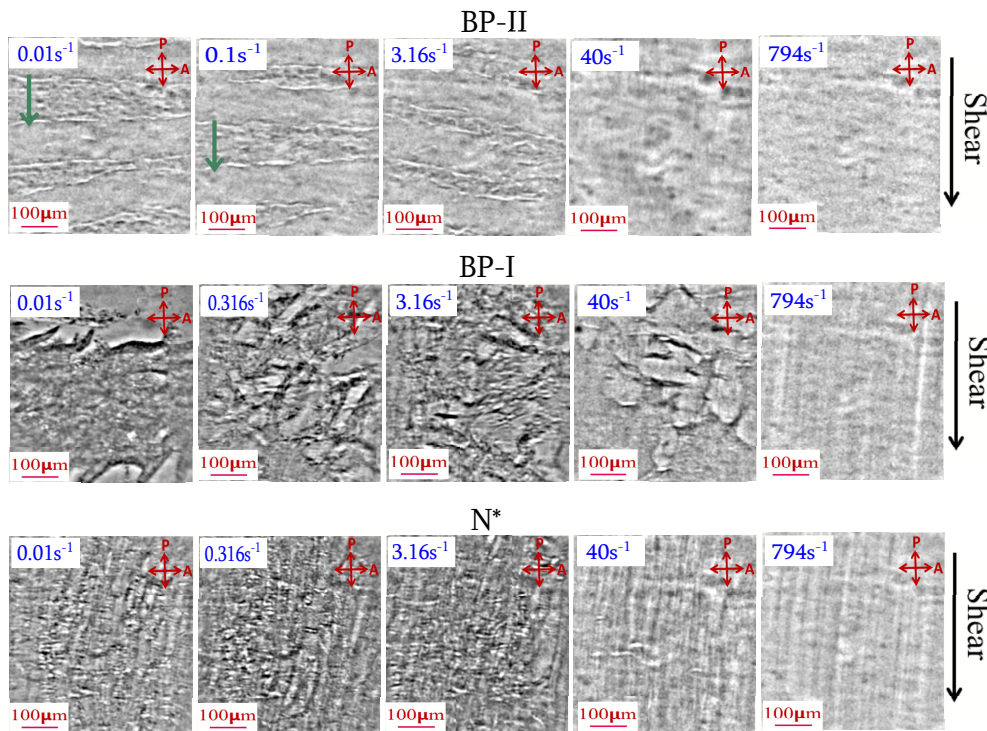 BP-II
0.01s⁻¹ P A 100μm
0.1s⁻¹ P A 100μm
3.16s⁻¹ P A 100μm
40s⁻¹ P A 100μm
794s⁻¹ P A 100μm
Shear
BP-I
0.01s⁻¹ P A 100μm
0.316s⁻¹ P A 100μm
3.16s⁻¹ P A 100μm
40s⁻¹ P A 100μm
794s⁻¹ P A 100μm
Shear
N*
0.01s⁻¹ P A 100μm
0.316s⁻¹ P A 100μm
3.16s⁻¹ P A 100μm
40s⁻¹ P A 100μm
794s⁻¹ P A 100μm
Shear